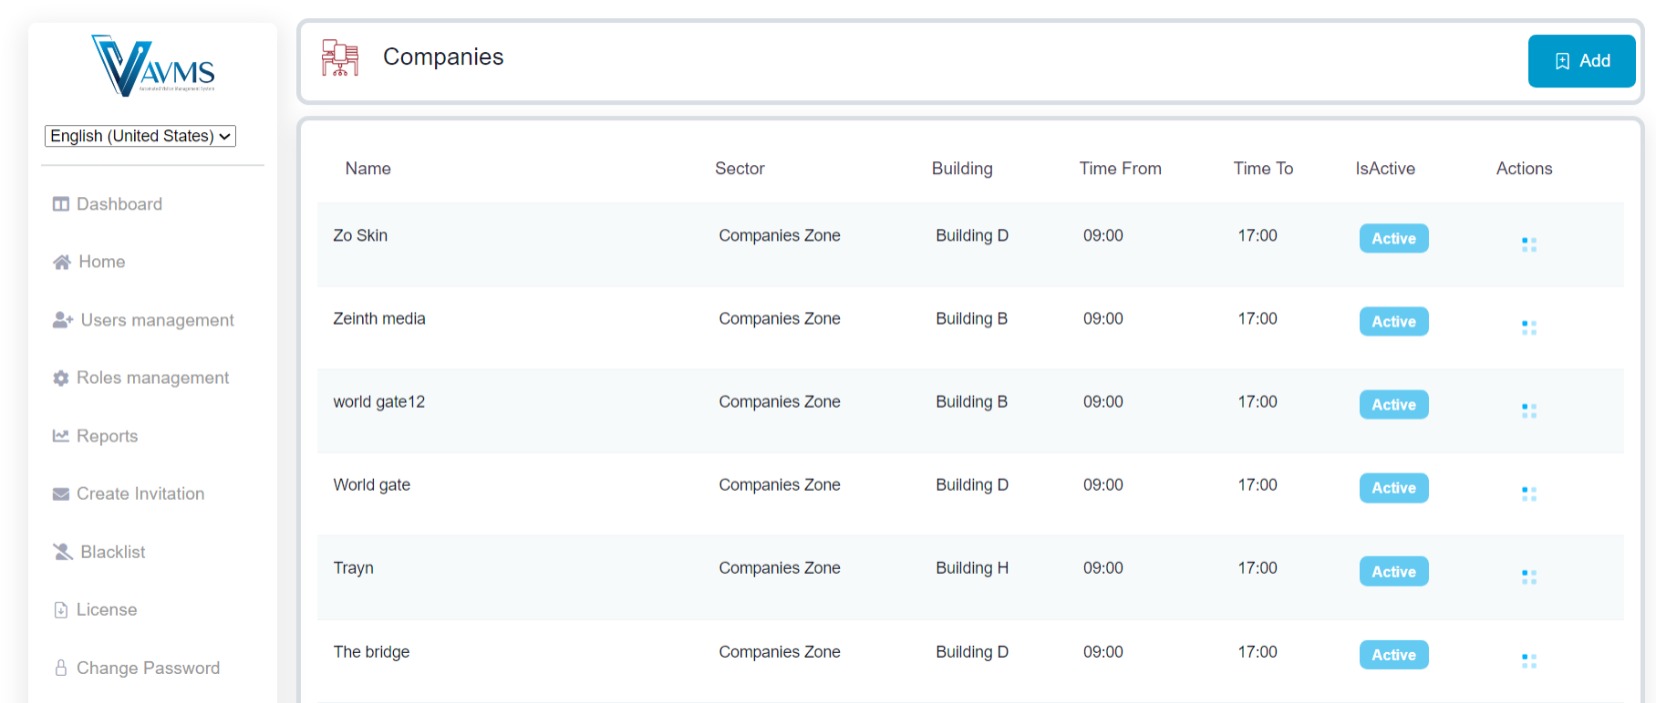 AVMS
English (United States)
Dashboard
Home
Users management
Roles management
Reports
Create Invitation
Blacklist
License
Change Password
Companies
Add
Name Sector Building Time From Time To IsActive Actions
Zo Skin Companies Zone Building D 09:00 17:00 Active
Zeinth media Companies Zone Building B 09:00 17:00 Active
world gate12 Companies Zone Building B 09:00 17:00 Active
World gate Companies Zone Building D 09:00 17:00 Active
Trayn Companies Zone Building H 09:00 17:00 Active
The bridge Companies Zone Building D 09:00 17:00 Active